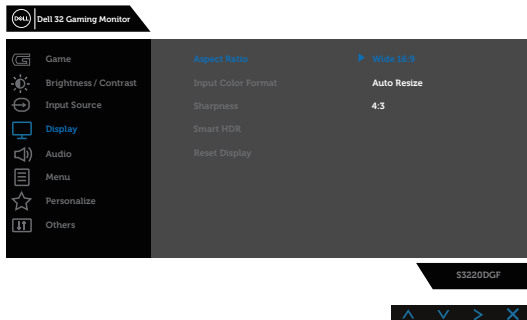 DELL Dell 32 Gaming Monitor
Game Aspect Ratio Wide 16:9
Brightness / Contrast Input Color Format Auto Resize
Input Source Sharpness 4:3
Display Smart HDR
Audio Reset Display
Menu
Personalize
Others
S3220DGF